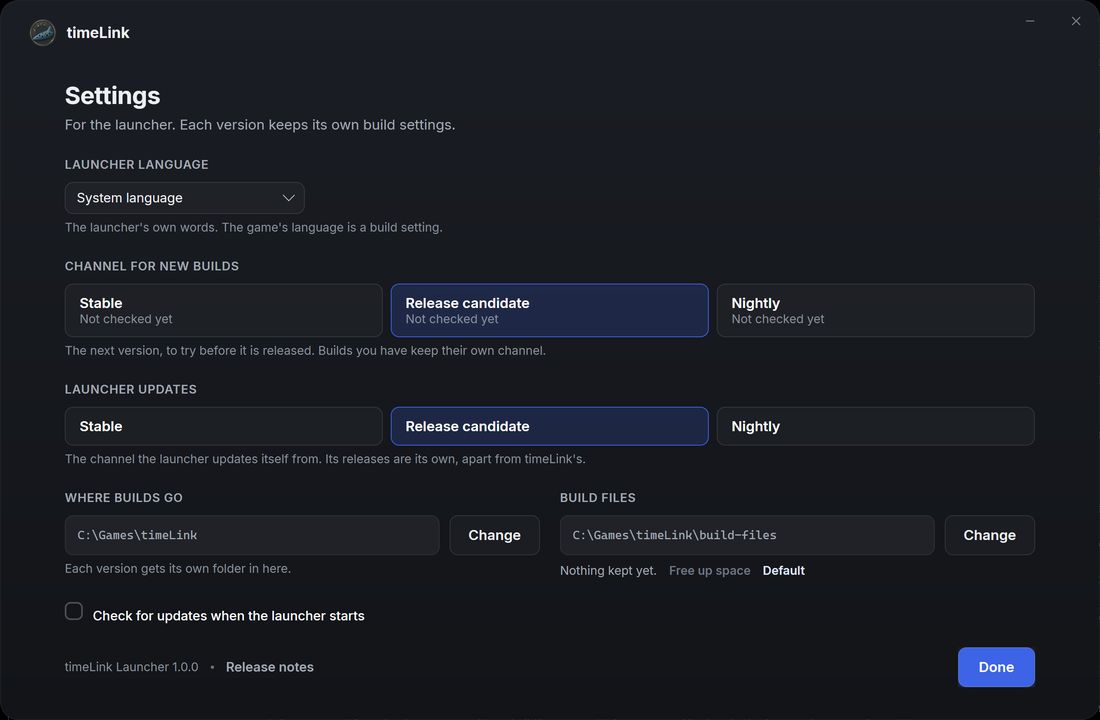 timeLink
Settings
For the launcher. Each version keeps its own build settings.
LAUNCHER LANGUAGE
System language
The launcher's own words. The game's language is a build setting.
CHANNEL FOR NEW BUILDS
Stable
Not checked yet
Release candidate
Not checked yet
Nightly
Not checked yet
The next version, to try before it is released. Builds you have keep their own channel.
LAUNCHER UPDATES
Stable
Release candidate
Nightly
The channel the launcher updates itself from. Its releases are its own, apart from timeLink's.
WHERE BUILDS GO
C:\Games\timeLink
Change
Each version gets its own folder in here.
BUILD FILES
C:\Games\timeLink\build-files
Change
Nothing kept yet. Free up space Default
Check for updates when the launcher starts
timeLink Launcher 1.0.0 • Release notes
Done